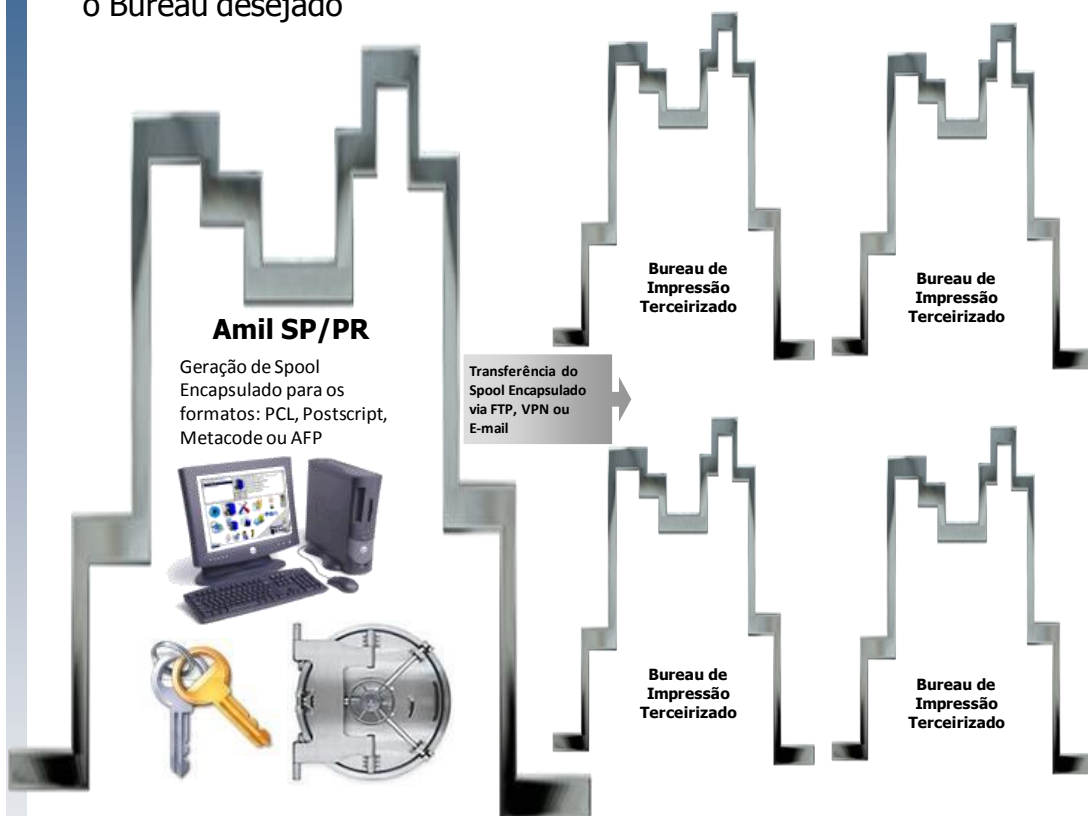 o Bureau desejado
Amil SP/PR
Geração de Spool
Encapsulado para os
formatos: PCL, Postscript,
Metacode ou AFP
Transferência do
Spool Encapsulado
via FTP, VPN ou
E-mail
Bureau de
Impressão
Terceirizado
Bureau de
Impressão
Terceirizado
Bureau de
Impressão
Terceirizado
Bureau de
Impressão
Terceirizado